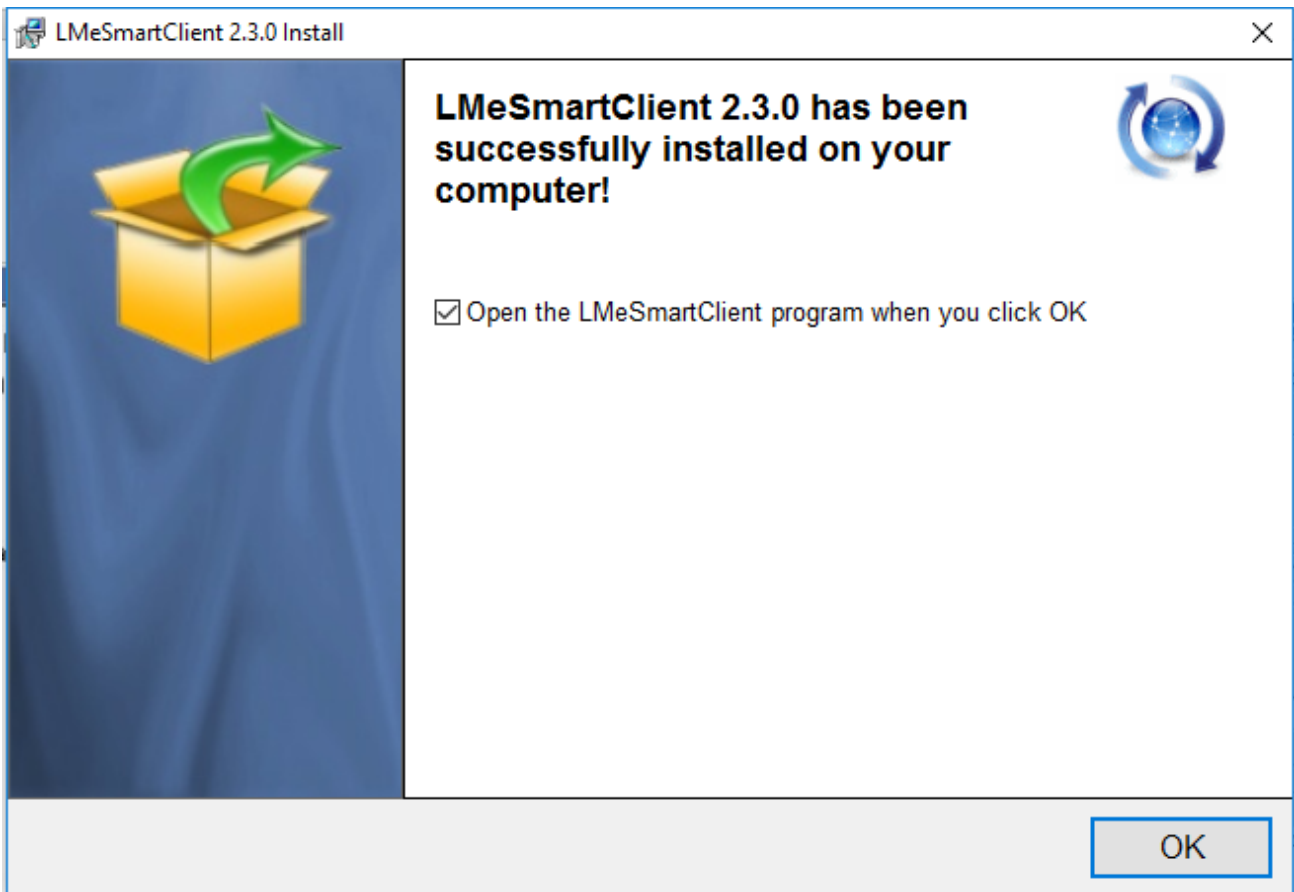 LMeSmartClient 2.3.0 Install
LMeSmartClient 2.3.0 has been
successfully installed on your
computer!
Open the LMeSmartClient program when you click OK
OK